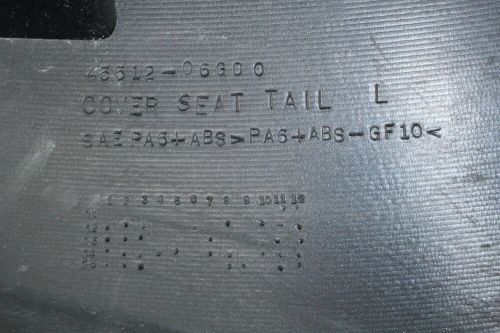 45512-06G00
COVER SEAT TAIL L
SAE PA6+ABS>PA6+ABS-GF10<
1 2 3 4 5 6 7 8 9 10 11 12